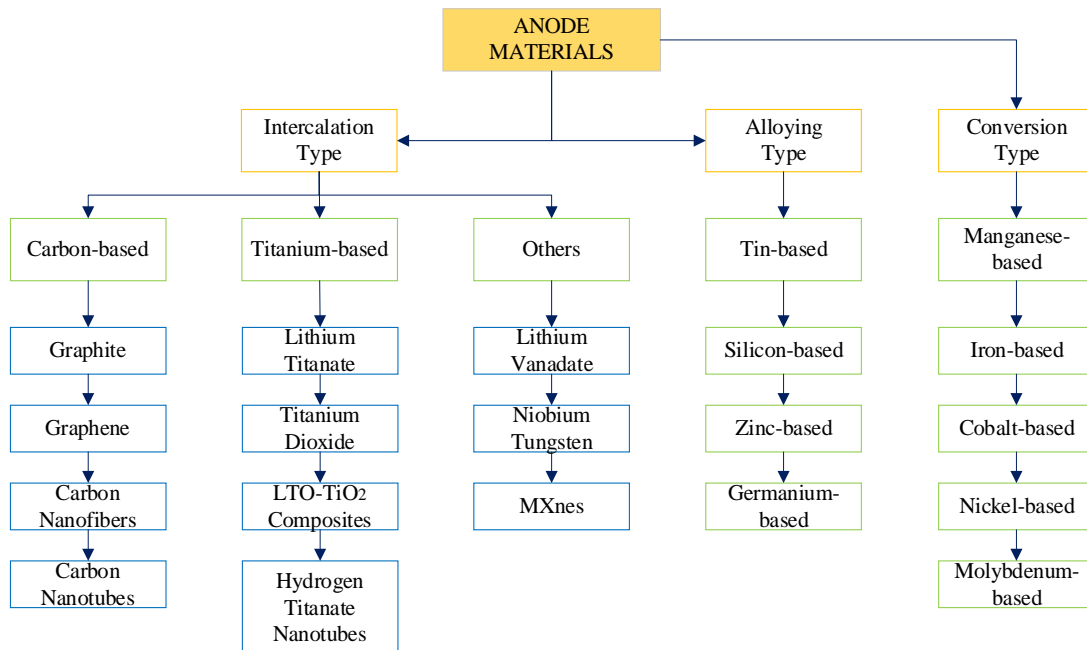 ANODE
MATERIALS
Intercalation
Type
Alloying
Type
Conversion
Type
Carbon-based
Titanium-based
Others
Tin-based
Manganese-
based
Graphite
Lithium
Titanate
Lithium
Vanadate
Silicon-based
Iron-based
Graphene
Titanium
Dioxide
Niobium
Tungsten
Zinc-based
Cobalt-based
Carbon
Nanofibers
LTO-TiO2
Composites
MXnes
Germanium-
based
Nickel-based
Carbon
Nanotubes
Hydrogen
Titanate
Nanotubes
Molybdenum-
based